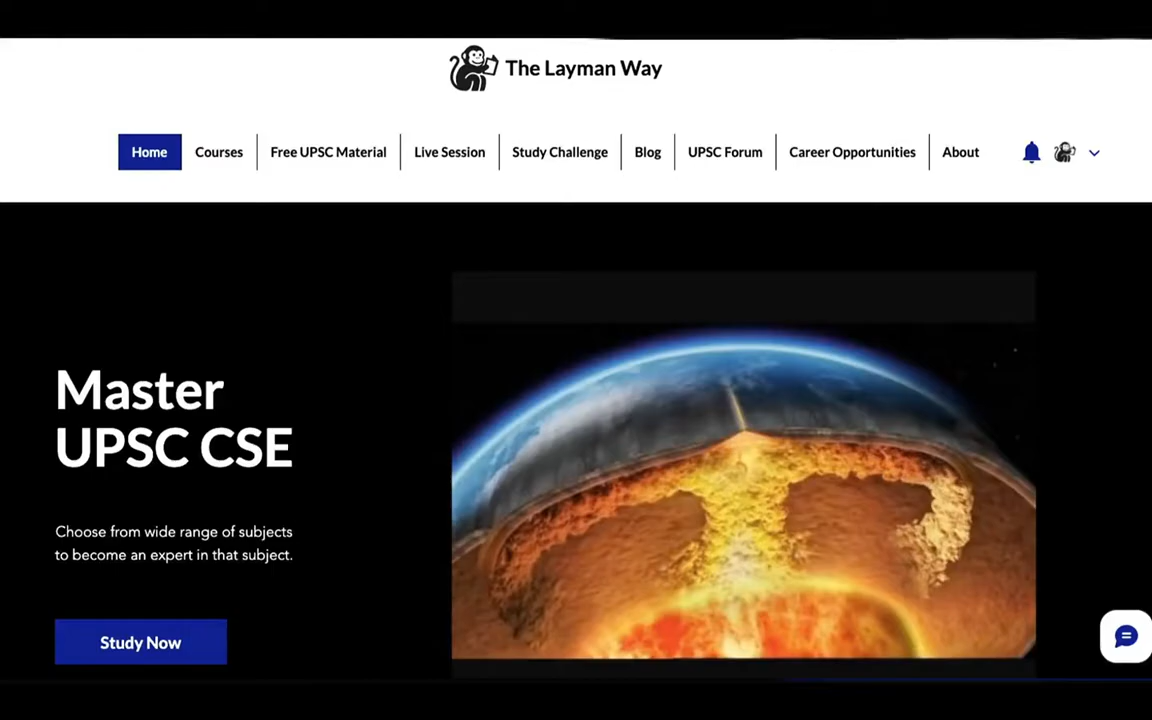 The Layman Way
Home
Courses
Free UPSC Material
Live Session
Study Challenge
Blog
UPSC Forum
Career Opportunities
About
Master
UPSC CSE
Choose from wide range of subjects
to become an expert in that subject.
Study Now